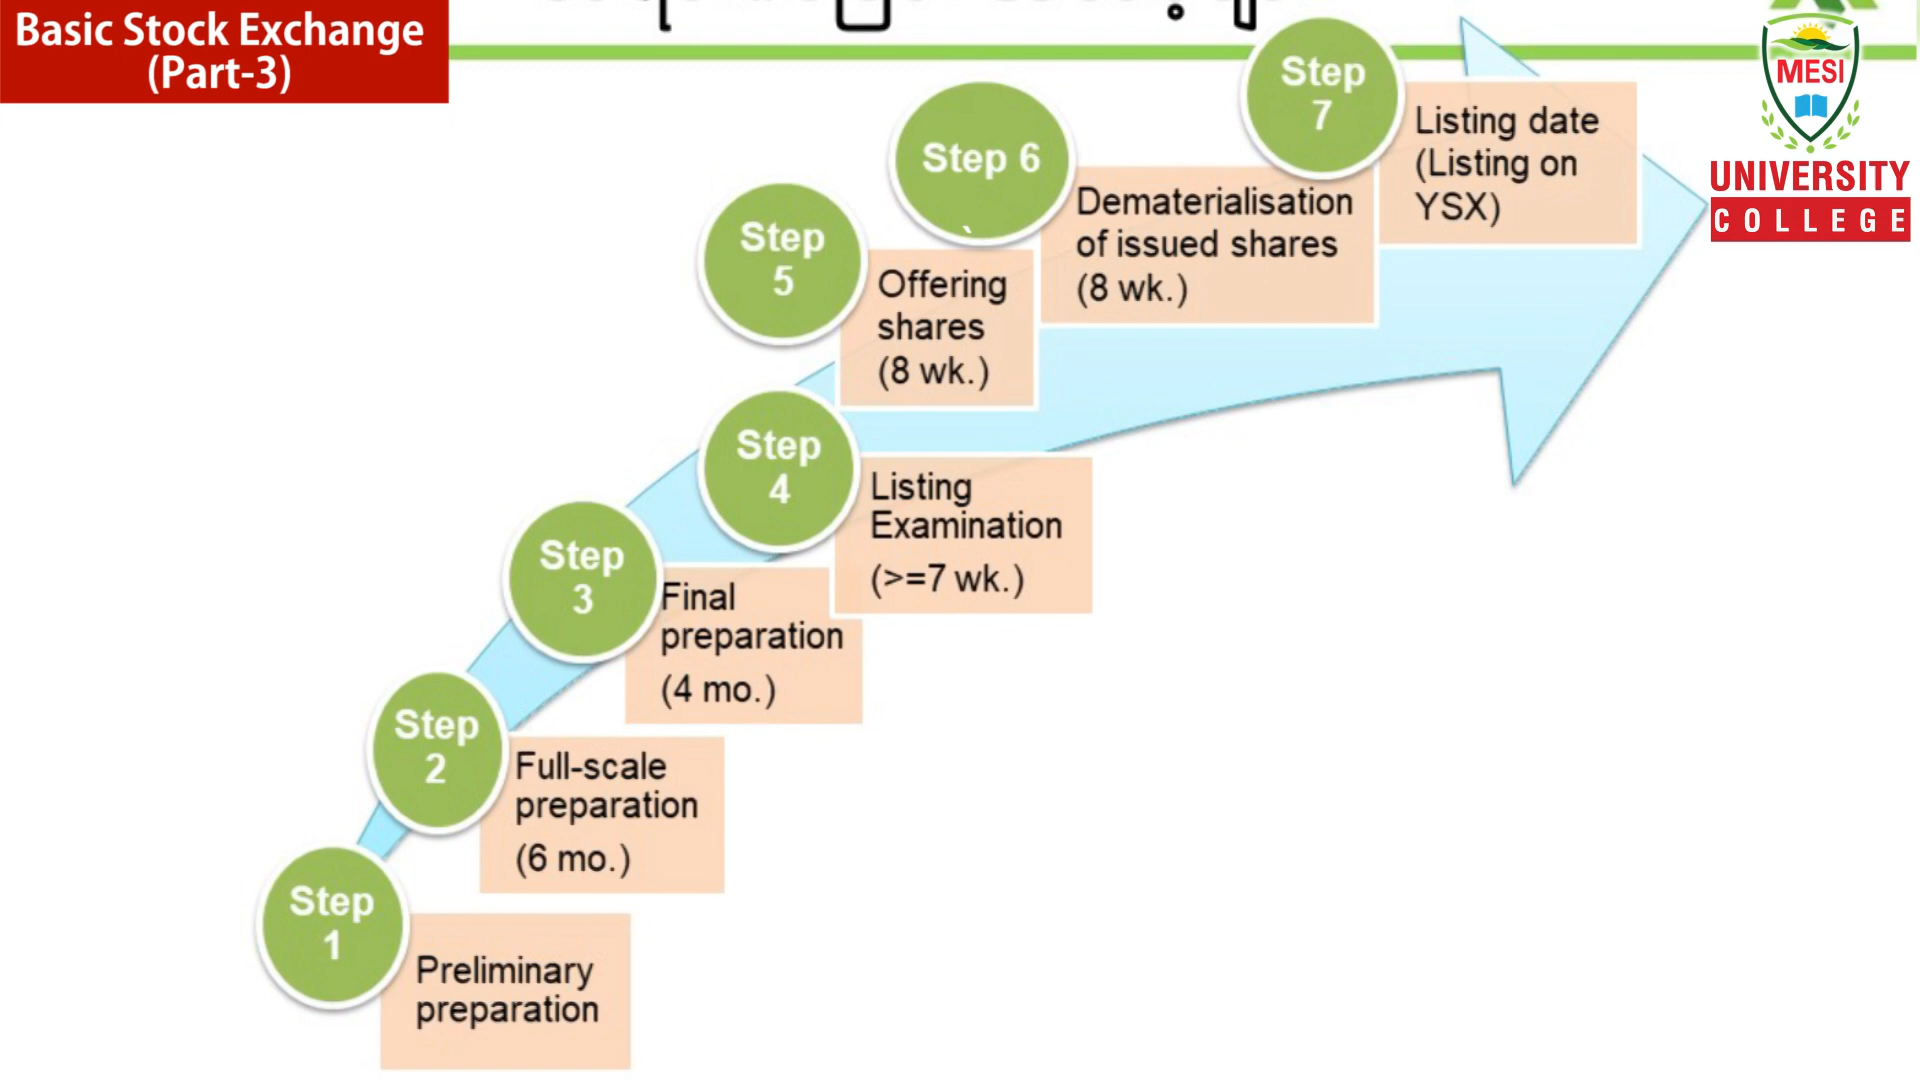 Basic Stock Exchange
(Part-3)
MESI
UNIVERSITY
COLLEGE
Step
7
Listing date
(Listing on
YSX)
Step 6
Dematerialisation
of issued shares
(8 wk.)
Step
5
Offering
shares
(8 wk.)
Step
4
Listing
Examination
(>=7 wk.)
Step
3
Final
preparation
(4 mo.)
Step
2
Full-scale
preparation
(6 mo.)
Step
1
Preliminary
preparation